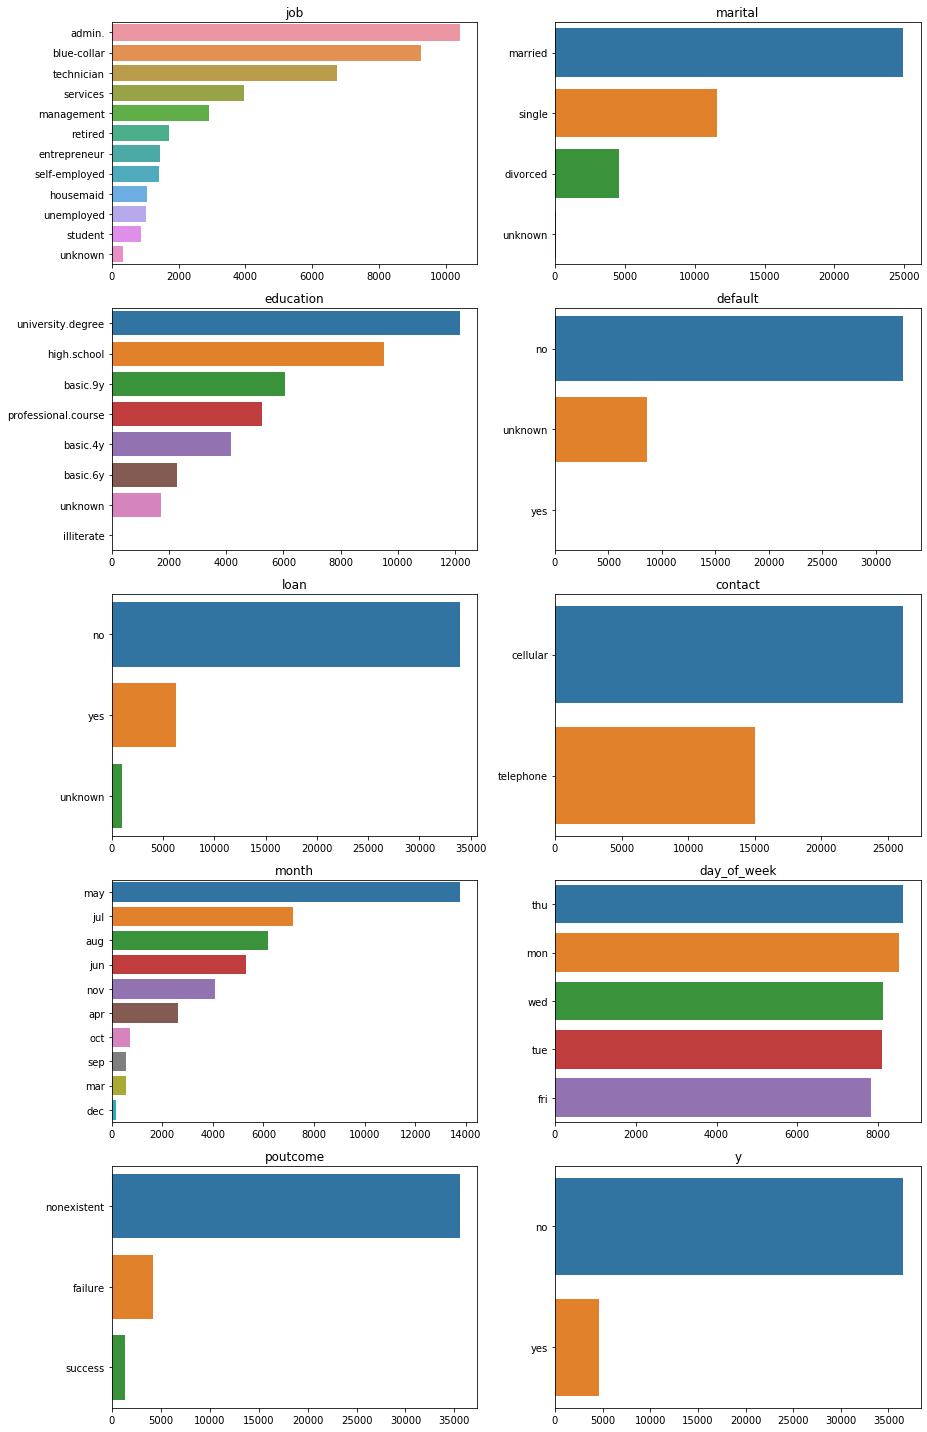 job
admin.
blue-collar
technician
services
management
retired
entrepreneur
self-employed
housemaid
unemployed
student
unknown
0 2000 4000 6000 8000 10000
marital
married
single
divorced
unknown
0 5000 10000 15000 20000 25000
education
university.degree
high.school
basic.9y
professional.course
basic.4y
basic.6y
unknown
illiterate
0 2000 4000 6000 8000 10000 12000
default
no
unknown
yes
0 5000 10000 15000 20000 25000 30000
loan
no
yes
unknown
0 5000 10000 15000 20000 25000 30000 35000
contact
cellular
telephone
0 5000 10000 15000 20000 25000
month
may
jul
aug
jun
nov
apr
oct
sep
mar
dec
0 2000 4000 6000 8000 10000 12000 14000
day_of_week
thu
mon
wed
tue
fri
0 2000 4000 6000 8000
poutcome
nonexistent
failure
success
0 5000 10000 15000 20000 25000 30000 35000
y
no
yes
0 5000 10000 15000 20000 25000 30000 35000